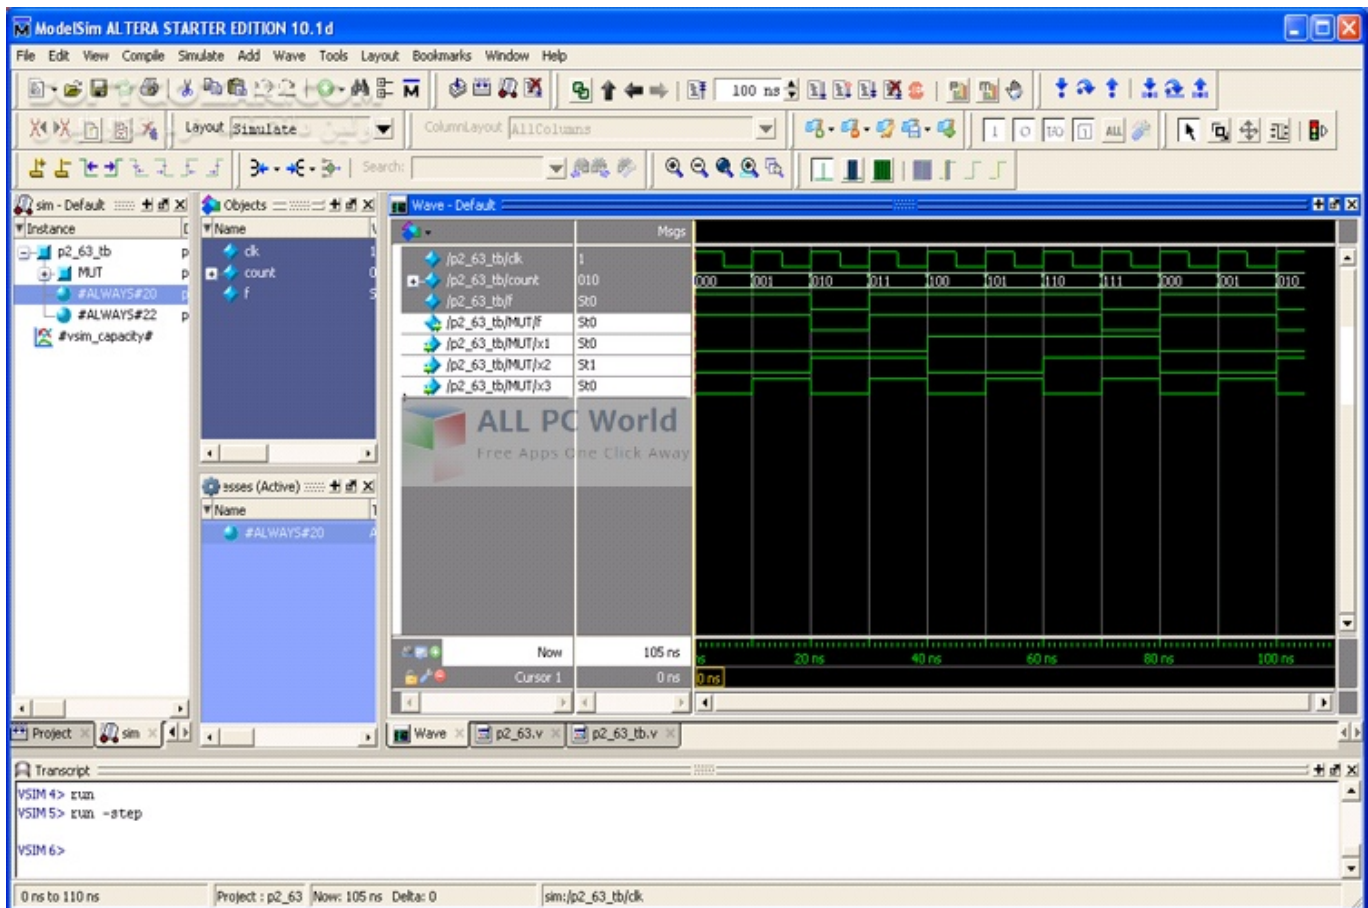 ModelSim ALTERA STARTER EDITION 10.1d
File Edit View Compile Simulate Add Wave Tools Layout Bookmarks Window Help
100 ns
Layout Simulate
ColumnLayout AllColumns
Search:
sim - Default
Objects
Wave - Default
Instance
Name
Msgs
p2_63_tb
MUT
#ALWAYS#20
#ALWAYS#22
#vsim_capacity#
clk
count
f
/p2_63_tb/clk 1
/p2_63_tb/count 010 000 001 010 011 100 101 110 111 000 001 010
/p2_63_tb/f St0
/p2_63_tb/MUT/f St0
/p2_63_tb/MUT/x1 St0
/p2_63_tb/MUT/x2 St1
/p2_63_tb/MUT/x3 St0
ALL PC World
Free Apps One Click Away
esses (Active)
Name
#ALWAYS#20
Now 105 ns
20 ns 40 ns 60 ns 80 ns 100 ns
Cursor 1 0 ns 0 ns
Project sim
Wave p2_63.v p2_63_tb.v
Transcript
VSIM 4> run
VSIM 5> run -step
VSIM 6>
0 ns to 110 ns Project : p2_63 Now: 105 ns Delta: 0 sim:/p2_63_tb/clk